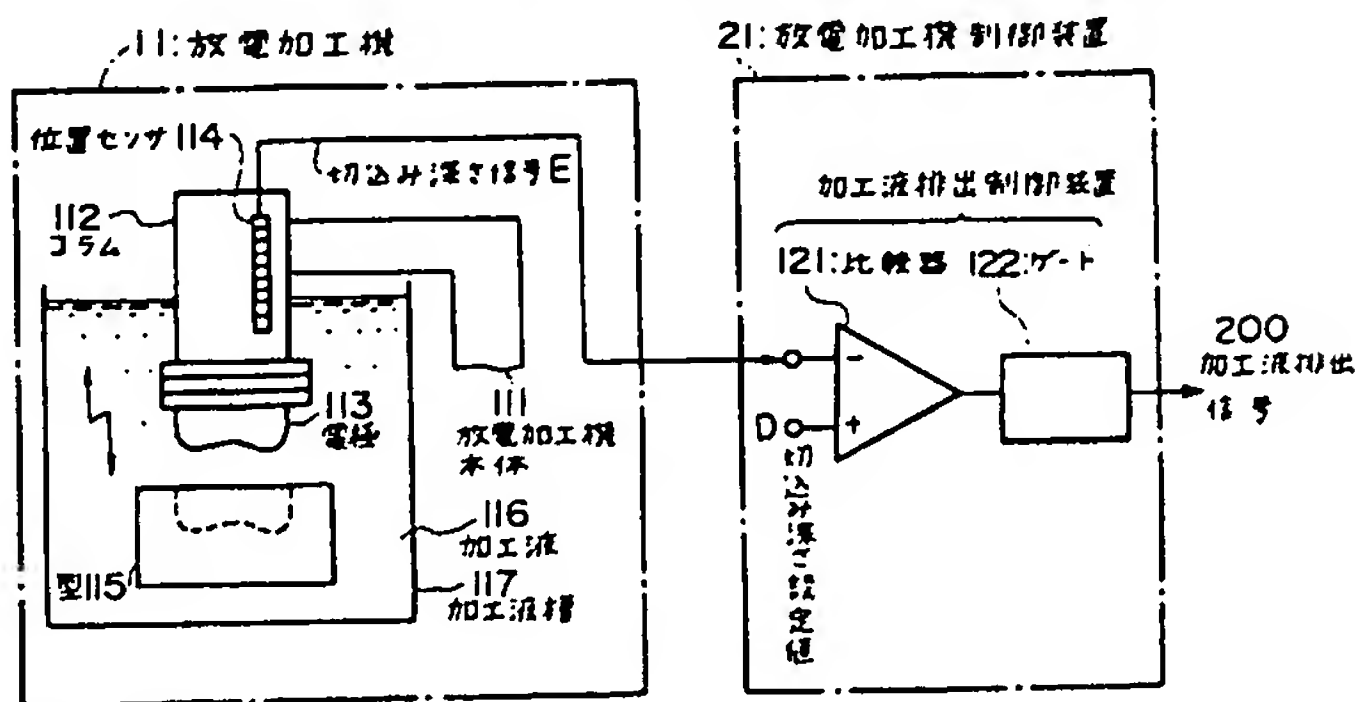 11:放電加工機
位置センサ114
切込み深さ信号E
112
コラム
113
電極
111
放電加工機
本体
116
加工液
型115
117
加工液槽
21:放電加工機制御装置
加工液排出制御装置
121:比較器 122:ゲート
-
D +
切込み深さ設定値
200
加工液排出
信号